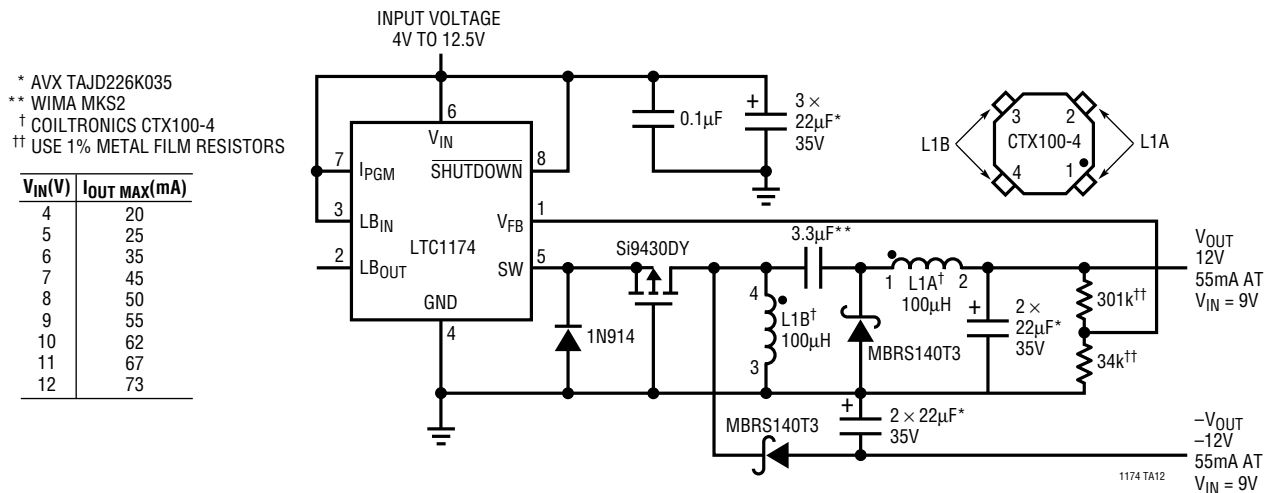 INPUT VOLTAGE
4V TO 12.5V
* AVX TAJD226K035
** WIMA MKS2
† COILTRONICS CTX100-4
†† USE 1% METAL FILM RESISTORS
VIN(V) IOUT MAX(mA)
4 20
5 25
6 35
7 45
8 50
9 55
10 62
11 67
12 73
6
VIN
7
IPGM
SHUTDOWN
8
3
LBIN
VFB
1
LTC1174
2
LBOUT
SW
5
GND
4
0.1µF
+
3 ×
22µF*
35V
3
2
CTX100-4
4
1
L1B
L1A
Si9430DY
1N914
3.3µF**
4
L1B†
100µH
3
MBRS140T3
1
L1A†
2
100µH
+
2 ×
22µF*
35V
301k††
34k††
VOUT
12V
55mA AT
VIN = 9V
MBRS140T3
+
2 × 22µF*
35V
–VOUT
–12V
55mA AT
VIN = 9V
1174 TA12